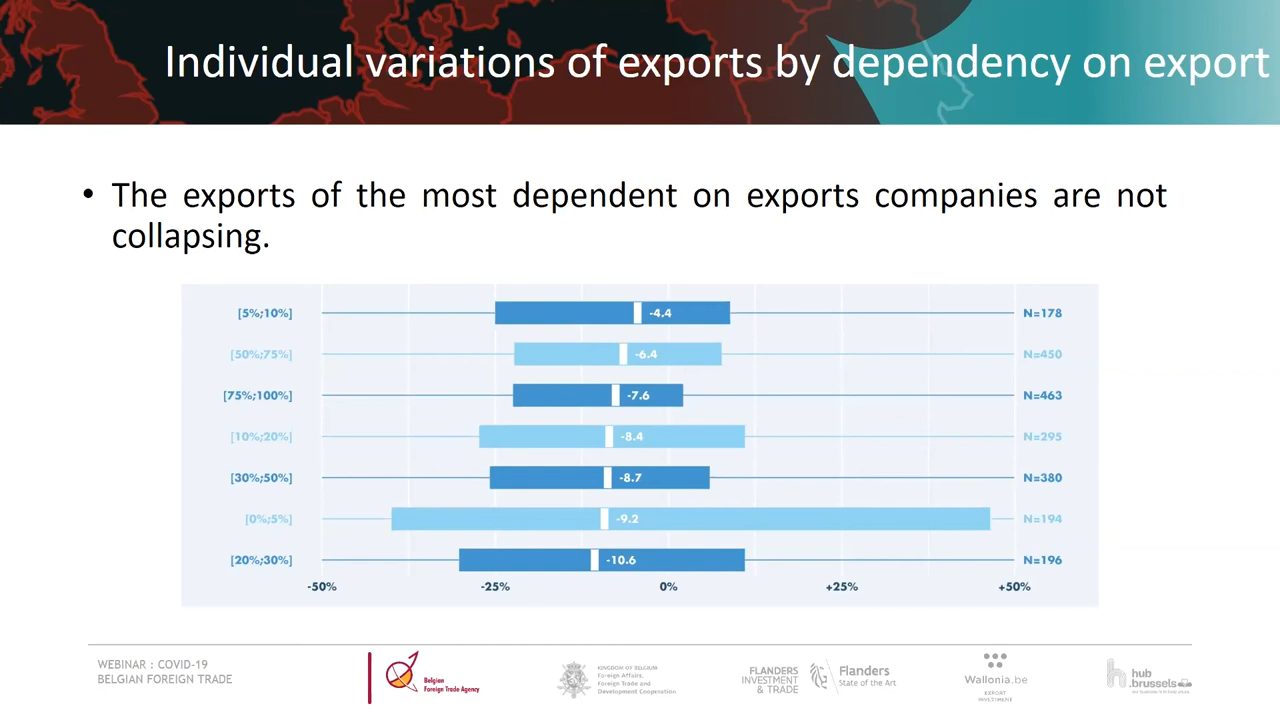 Individual variations of exports by dependency on export
• The exports of the most dependent on exports companies are not
collapsing.
[5%;10%] -4.4 N=178
[50%;75%] -6.4 N=450
[75%;100%] -7.6 N=463
[10%;20%] -8.4 N=295
[30%;50%] -8.7 N=380
[0%;5%] -9.2 N=194
[20%;30%] -10.6 N=196
-50% -25% 0% +25% +50%
WEBINAR : COVID-19
BELGIAN FOREIGN TRADE
Belgian
Foreign Trade Agency
KINGDOM OF BELGIUM
Foreign Affairs,
Foreign Trade and
Development Cooperation
FLANDERS
INVESTMENT
& TRADE
Flanders
State of the Art
Wallonia.be
EXPORT
INVESTMENT
hub
.brussels